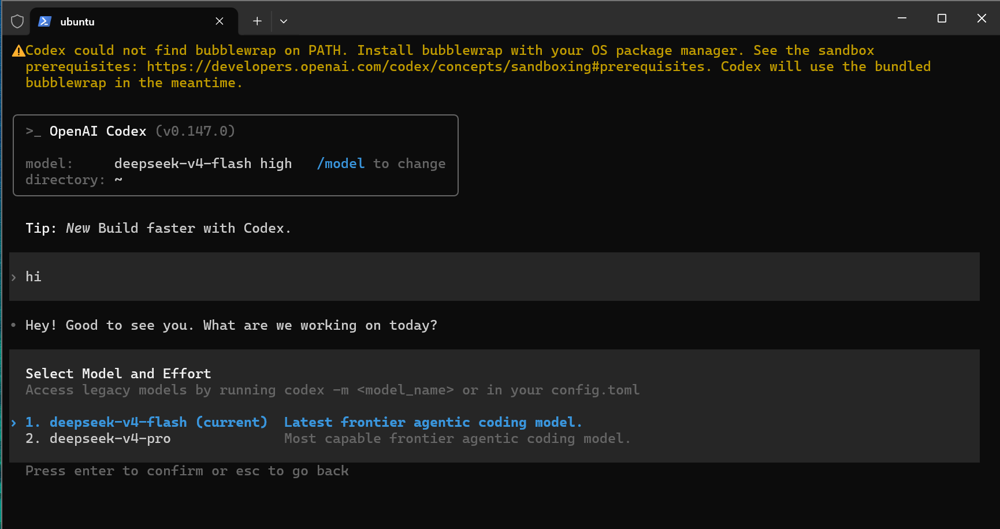 ubuntu
⚠Codex could not find bubblewrap on PATH. Install bubblewrap with your OS package manager. See the sandbox
prerequisites: https://developers.openai.com/codex/concepts/sandboxing#prerequisites. Codex will use the bundled
bubblewrap in the meantime.
>_ OpenAI Codex (v0.147.0)
model: deepseek-v4-flash high /model to change
directory: ~
Tip: New Build faster with Codex.
› hi
• Hey! Good to see you. What are we working on today?
Select Model and Effort
Access legacy models by running codex -m <model_name> or in your config.toml
› 1. deepseek-v4-flash (current) Latest frontier agentic coding model.
2. deepseek-v4-pro Most capable frontier agentic coding model.
Press enter to confirm or esc to go back